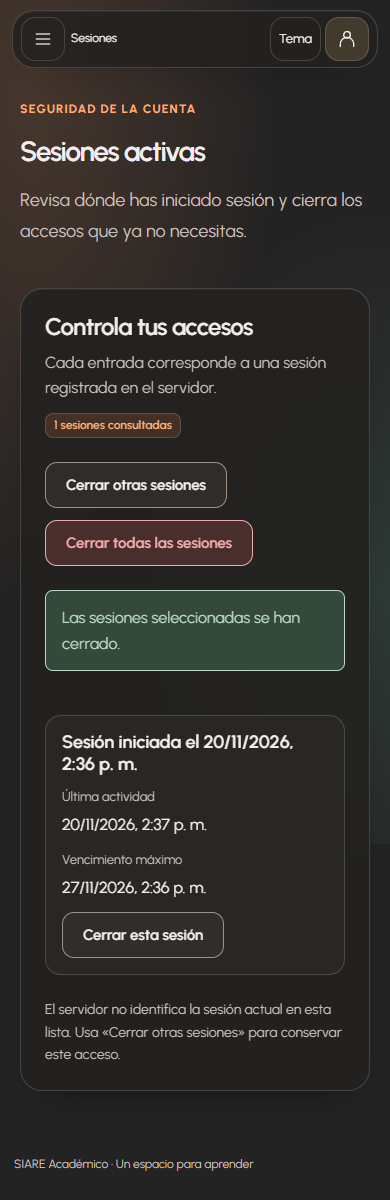 Sesiones
Tema
SEGURIDAD DE LA CUENTA
Sesiones activas
Revisa dónde has iniciado sesión y cierra los
accesos que ya no necesitas.
Controla tus accesos
Cada entrada corresponde a una sesión
registrada en el servidor.
1 sesiones consultadas
Cerrar otras sesiones
Cerrar todas las sesiones
Las sesiones seleccionadas se han
cerrado.
Sesión iniciada el 20/11/2026,
2:36 p. m.
Última actividad
20/11/2026, 2:37 p. m.
Vencimiento máximo
27/11/2026, 2:36 p. m.
Cerrar esta sesión
El servidor no identifica la sesión actual en esta
lista. Usa «Cerrar otras sesiones» para conservar
este acceso.
SIARE Académico · Un espacio para aprender